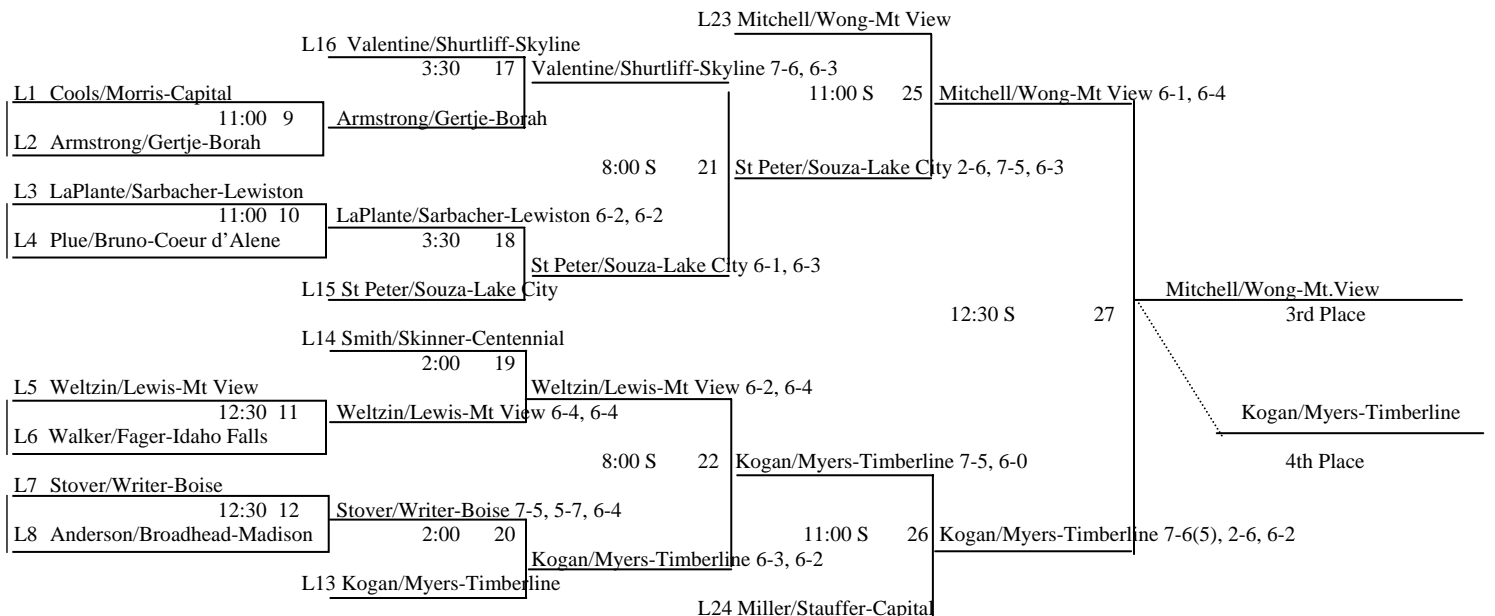 L23 Mitchell/Wong-Mt View
L16 Valentine/Shurtliff-Skyline
3:30 17 Valentine/Shurtliff-Skyline 7-6, 6-3
L1 Cools/Morris-Capital
11:00 S 25 Mitchell/Wong-Mt View 6-1, 6-4
11:00 9 Armstrong/Gertje-Borah
L2 Armstrong/Gertje-Borah
8:00 S 21 St Peter/Souza-Lake City 2-6, 7-5, 6-3
L3 LaPlante/Sarbacher-Lewiston
11:00 10 LaPlante/Sarbacher-Lewiston 6-2, 6-2
L4 Plue/Bruno-Coeur d’Alene
3:30 18
St Peter/Souza-Lake City 6-1, 6-3
L15 St Peter/Souza-Lake City
Mitchell/Wong-Mt.View
12:30 S 27 3rd Place
L14 Smith/Skinner-Centennial
2:00 19
L5 Weltzin/Lewis-Mt View
Weltzin/Lewis-Mt View 6-2, 6-4
12:30 11 Weltzin/Lewis-Mt View 6-4, 6-4
Kogan/Myers-Timberline
L6 Walker/Fager-Idaho Falls
8:00 S 22 Kogan/Myers-Timberline 7-5, 6-0
4th Place
L7 Stover/Writer-Boise
12:30 12 Stover/Writer-Boise 7-5, 5-7, 6-4
L8 Anderson/Broadhead-Madison
2:00 20
11:00 S 26 Kogan/Myers-Timberline 7-6(5), 2-6, 6-2
Kogan/Myers-Timberline 6-3, 6-2
L13 Kogan/Myers-Timberline
L24 Miller/Stauffer-Capital